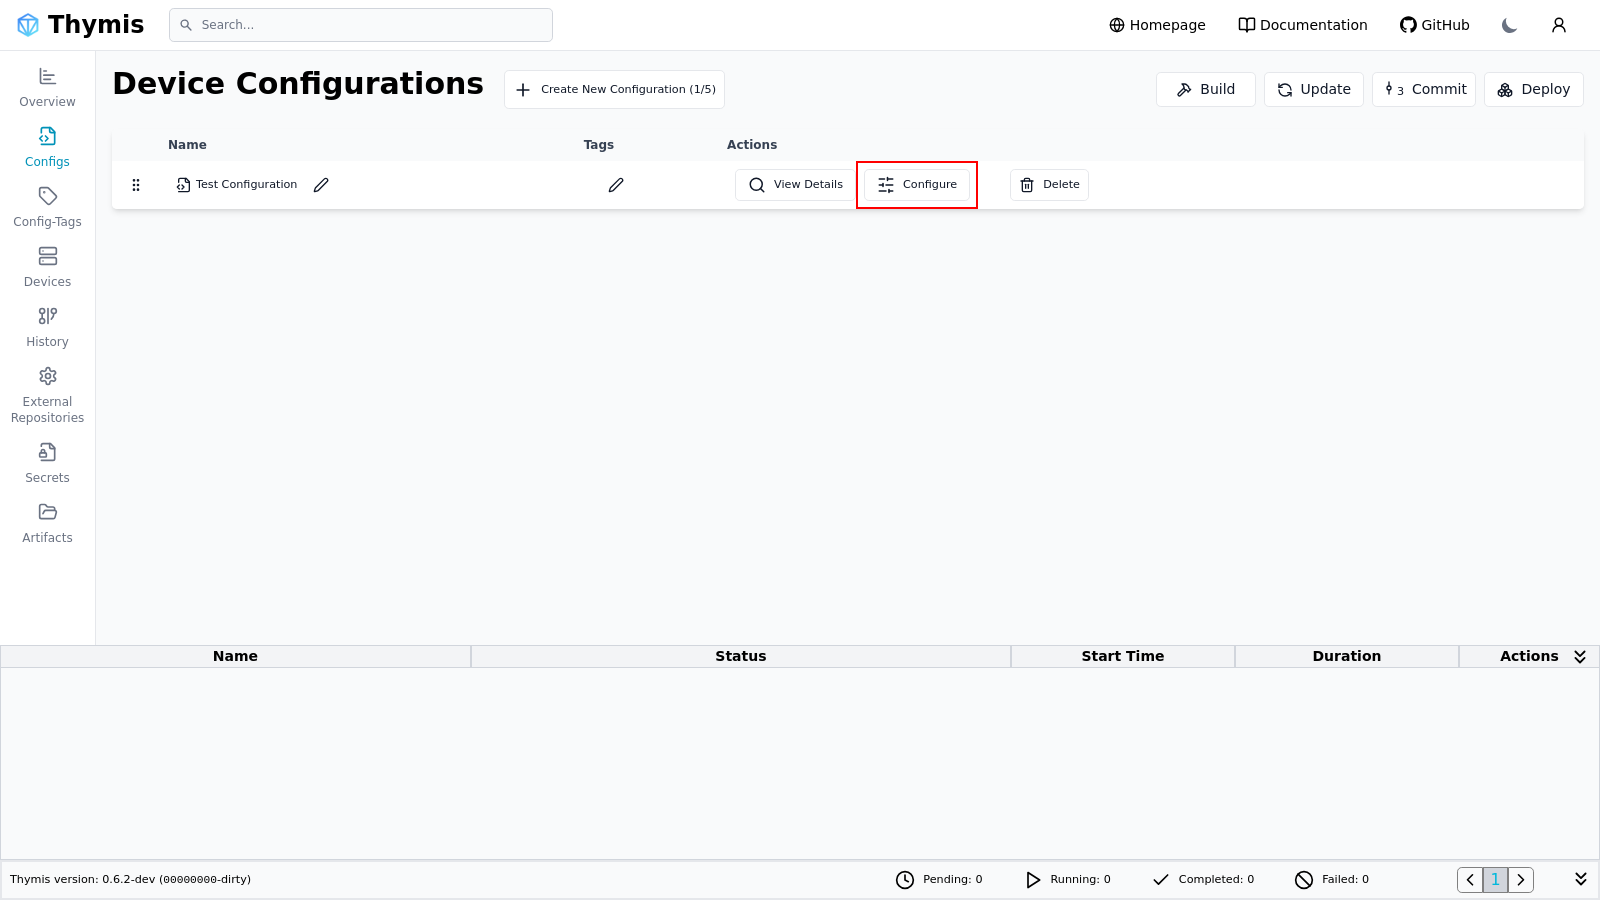 Thymis
Search...
Homepage
Documentation
GitHub
Overview
Configs
Config-Tags
Devices
History
External
Repositories
Secrets
Artifacts
Device Configurations
Create New Configuration (1/5)
Build
Update
3 Commit
Deploy
Name Tags Actions
Test Configuration
View Details
Configure
Delete
Name Status Start Time Duration Actions
Thymis version: 0.6.2-dev (00000000-dirty)
Pending: 0
Running: 0
Completed: 0
Failed: 0
1